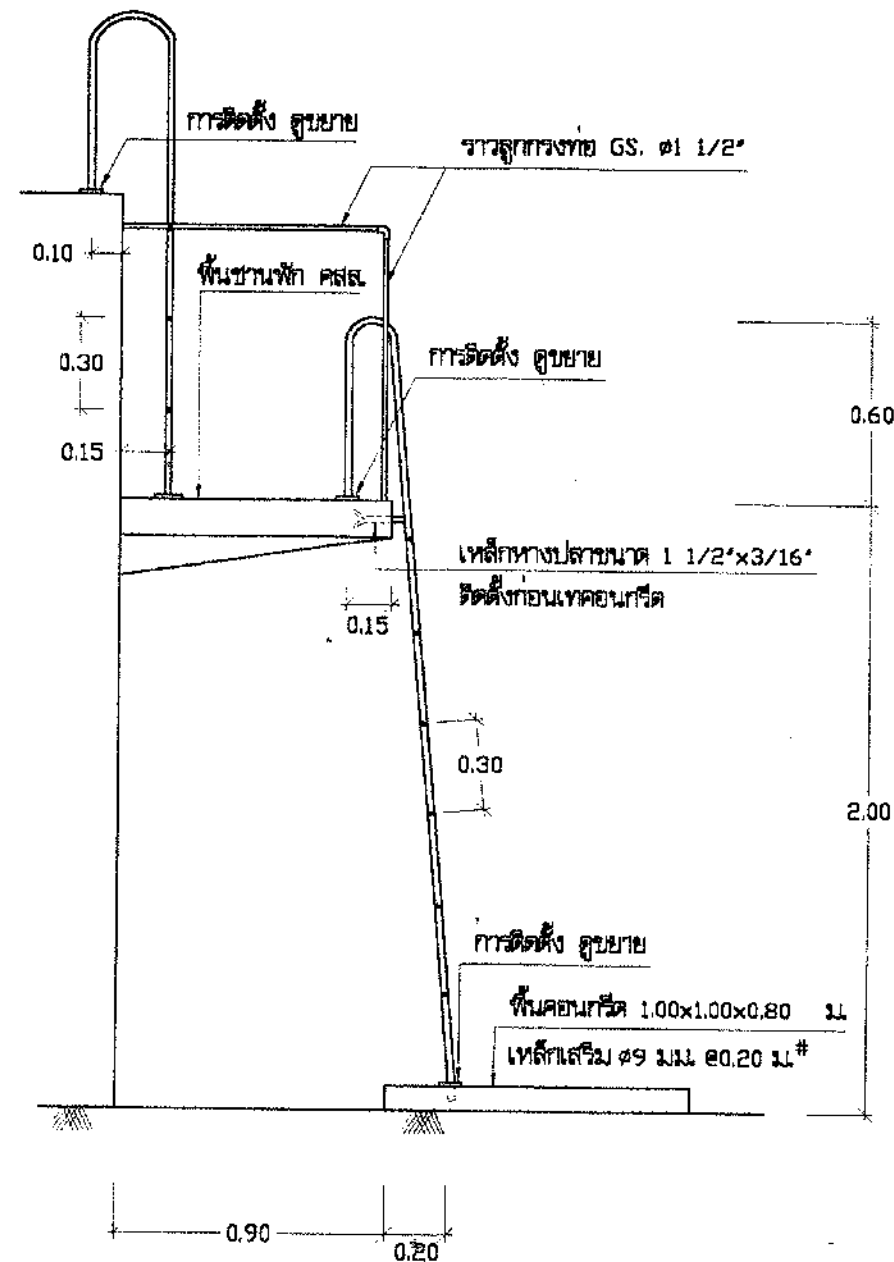 การติดตั้ง ดูขยาย
ราวลูกกรงท่อ GS. ø1 1/2"
0.10
พื้นชานพัก คสล.
0.30
การติดตั้ง ดูขยาย
0.60
0.15
เหล็กหางปลาขนาด 1 1/2"x3/16"
ติดตั้งก่อนเทคอนกรีต
0.15
0.30
2.00
การติดตั้ง ดูขยาย
พื้นคอนกรีต 1.00x1.00x0.80 ม.
เหล็กเสริม ø9 มม. @0.20 ม.#
0.90
0.20